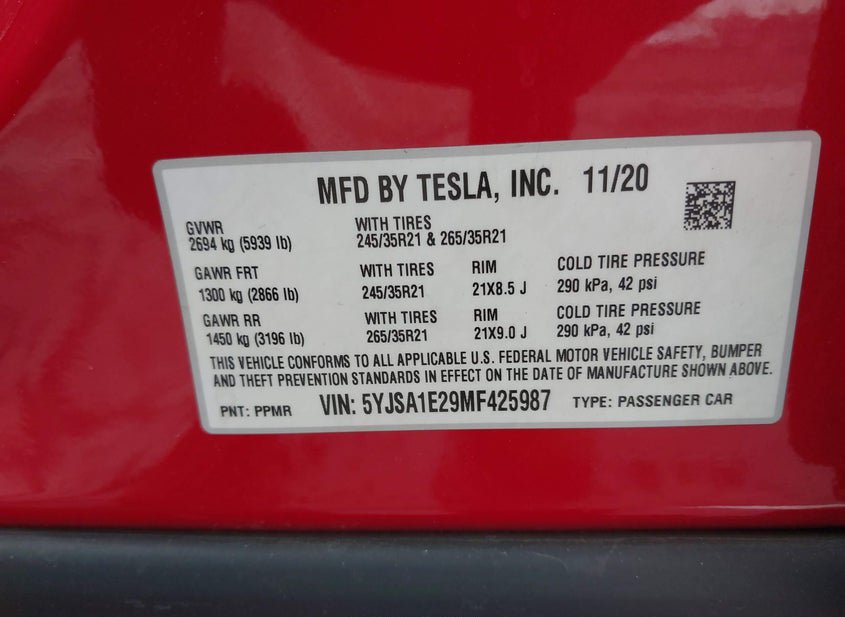 MFD BY TESLA, INC. 11/20
GVWR WITH TIRES
2694 kg (5939 lb) 245/35R21 & 265/35R21
GAWR FRT WITH TIRES RIM COLD TIRE PRESSURE
1300 kg (2866 lb) 245/35R21 21X8.5 J 290 kPa, 42 psi
GAWR RR WITH TIRES RIM COLD TIRE PRESSURE
1450 kg (3196 lb) 265/35R21 21X9.0 J 290 kPa, 42 psi
THIS VEHICLE CONFORMS TO ALL APPLICABLE U.S. FEDERAL MOTOR VEHICLE SAFETY, BUMPER
AND THEFT PREVENTION STANDARDS IN EFFECT ON THE DATE OF MANUFACTURE SHOWN ABOVE.
PNT: PPMR VIN: 5YJSA1E29MF425987 TYPE: PASSENGER CAR